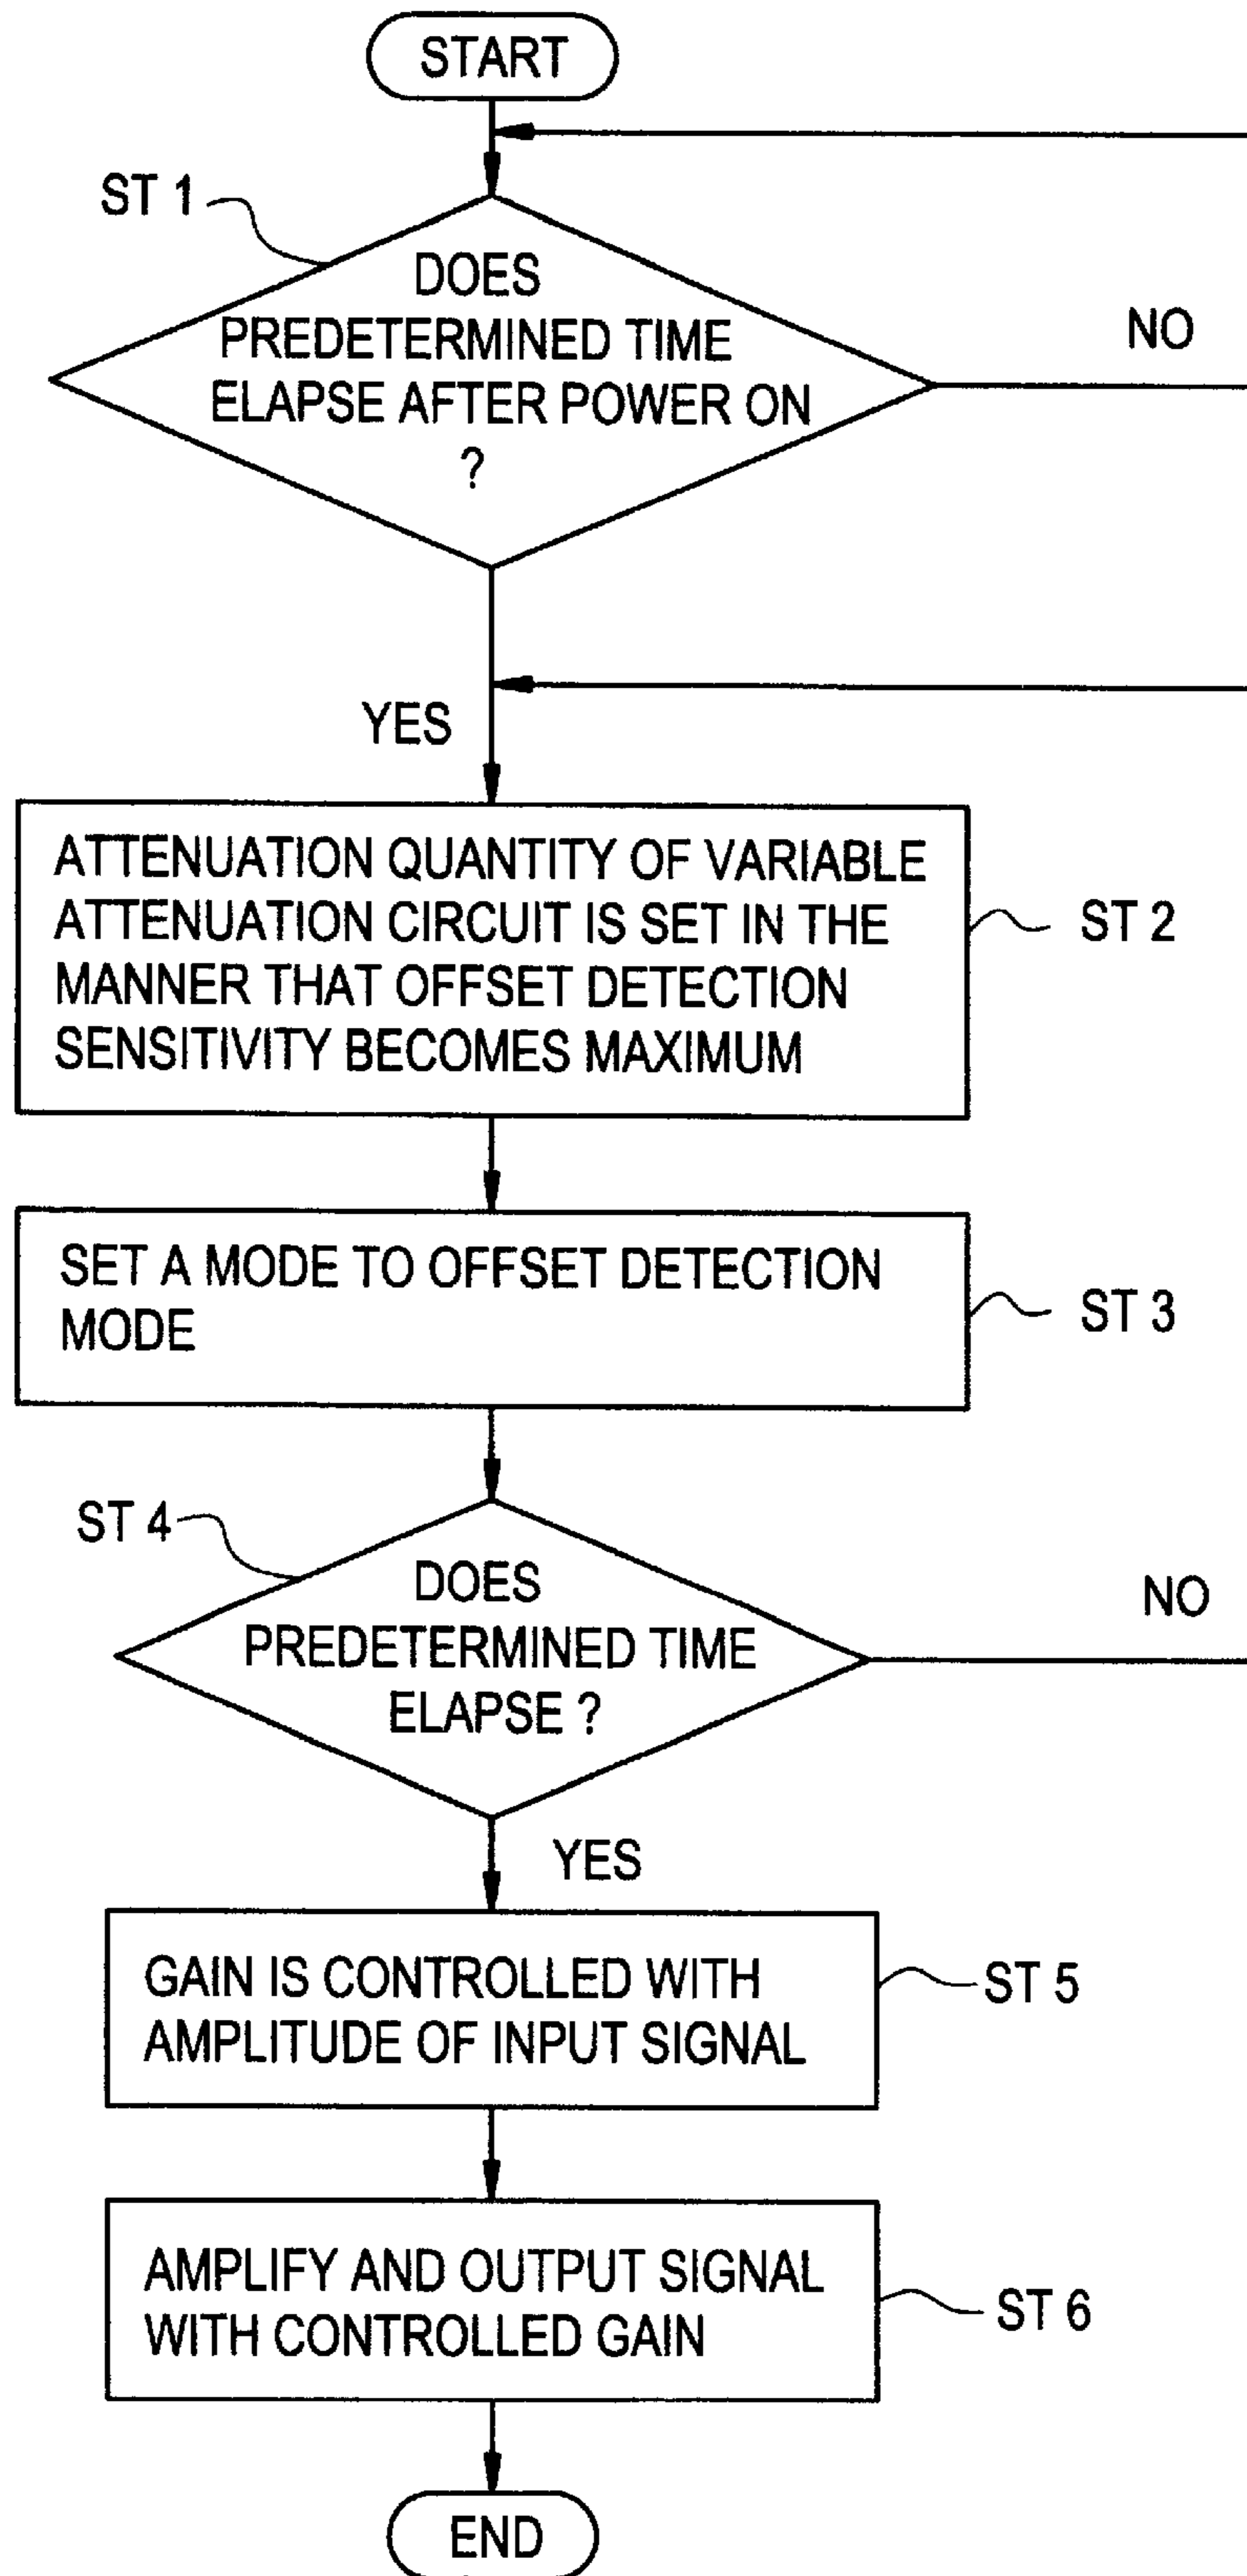 START
ST 1
DOES
PREDETERMINED TIME
ELAPSE AFTER POWER ON
?
NO
YES
ATTENUATION QUANTITY OF VARIABLE
ATTENUATION CIRCUIT IS SET IN THE
MANNER THAT OFFSET DETECTION
SENSITIVITY BECOMES MAXIMUM
ST 2
SET A MODE TO OFFSET DETECTION
MODE
ST 3
ST 4
DOES
PREDETERMINED TIME
ELAPSE ?
NO
YES
GAIN IS CONTROLLED WITH
AMPLITUDE OF INPUT SIGNAL
ST 5
AMPLIFY AND OUTPUT SIGNAL
WITH CONTROLLED GAIN
ST 6
END